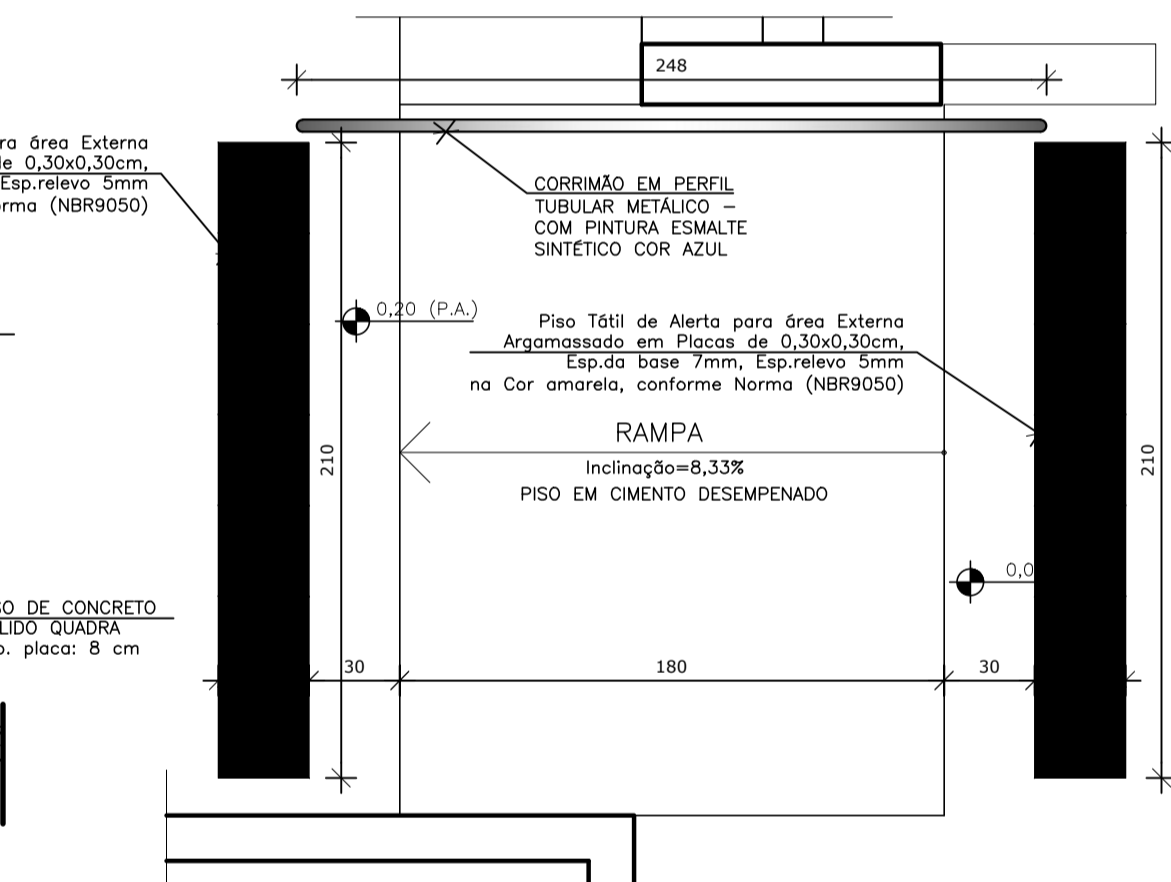 248
ra área Externa
le 0,30x0,30cm,
Esp.relevo 5mm
orma (NBR9050)
CORRIMÃO EM PERFIL
TUBULAR METÁLICO –
COM PINTURA ESMALTE
SINTÉTICO COR AZUL
0,20 (P.A.)
Piso Tátil de Alerta para área Externa
Argamassado em Placas de 0,30x0,30cm,
Esp.da base 7mm, Esp.relevo 5mm
na Cor amarela, conforme Norma (NBR9050)
RAMPA
210
210
Inclinação=8,33%
PISO EM CIMENTO DESEMPENADO
0,0
SO DE CONCRETO
LIDO QUADRA
o. placa: 8 cm
30
180
30